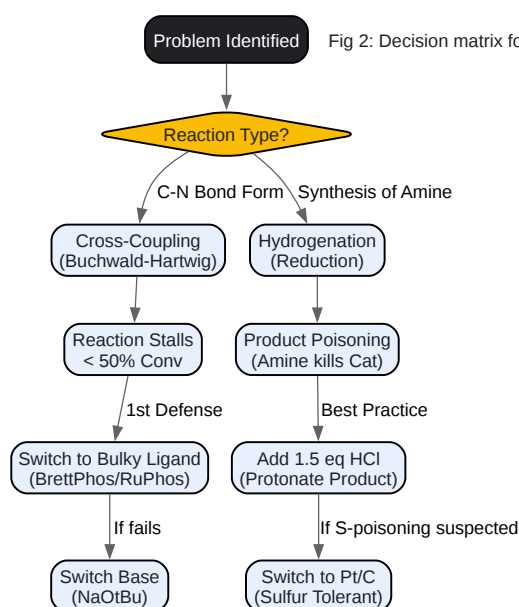 Problem Identified
Fig 2: Decision matrix fo
Reaction Type?
C-N Bond Form
Synthesis of Amine
Cross-Coupling
(Buchwald-Hartwig)
Hydrogenation
(Reduction)
Reaction Stalls
< 50% Conv
Product Poisoning
(Amine kills Cat)
1st Defense
Best Practice
Switch to Bulky Ligand
(BrettPhos/RuPhos)
Add 1.5 eq HCl
(Protonate Product)
If fails
If S-poisoning suspected
Switch Base
(NaOtBu)
Switch to Pt/C
(Sulfur Tolerant)